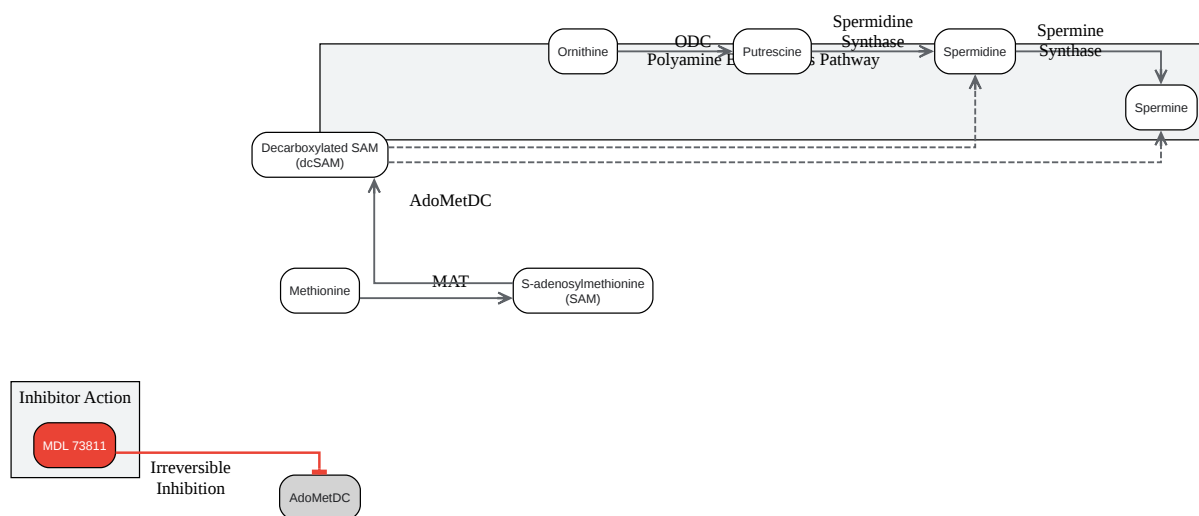 Spermidine
Synthase
Spermine
Synthase
ODC
Ornithine
Putrescine
Spermidine
Polyamine B
s Pathway
Spermine
Decarboxylated SAM
(dcSAM)
AdoMetDC
MAT
Methionine
S-adenosylmethionine
(SAM)
Inhibitor Action
MDL 73811
Irreversible
Inhibition
AdoMetDC